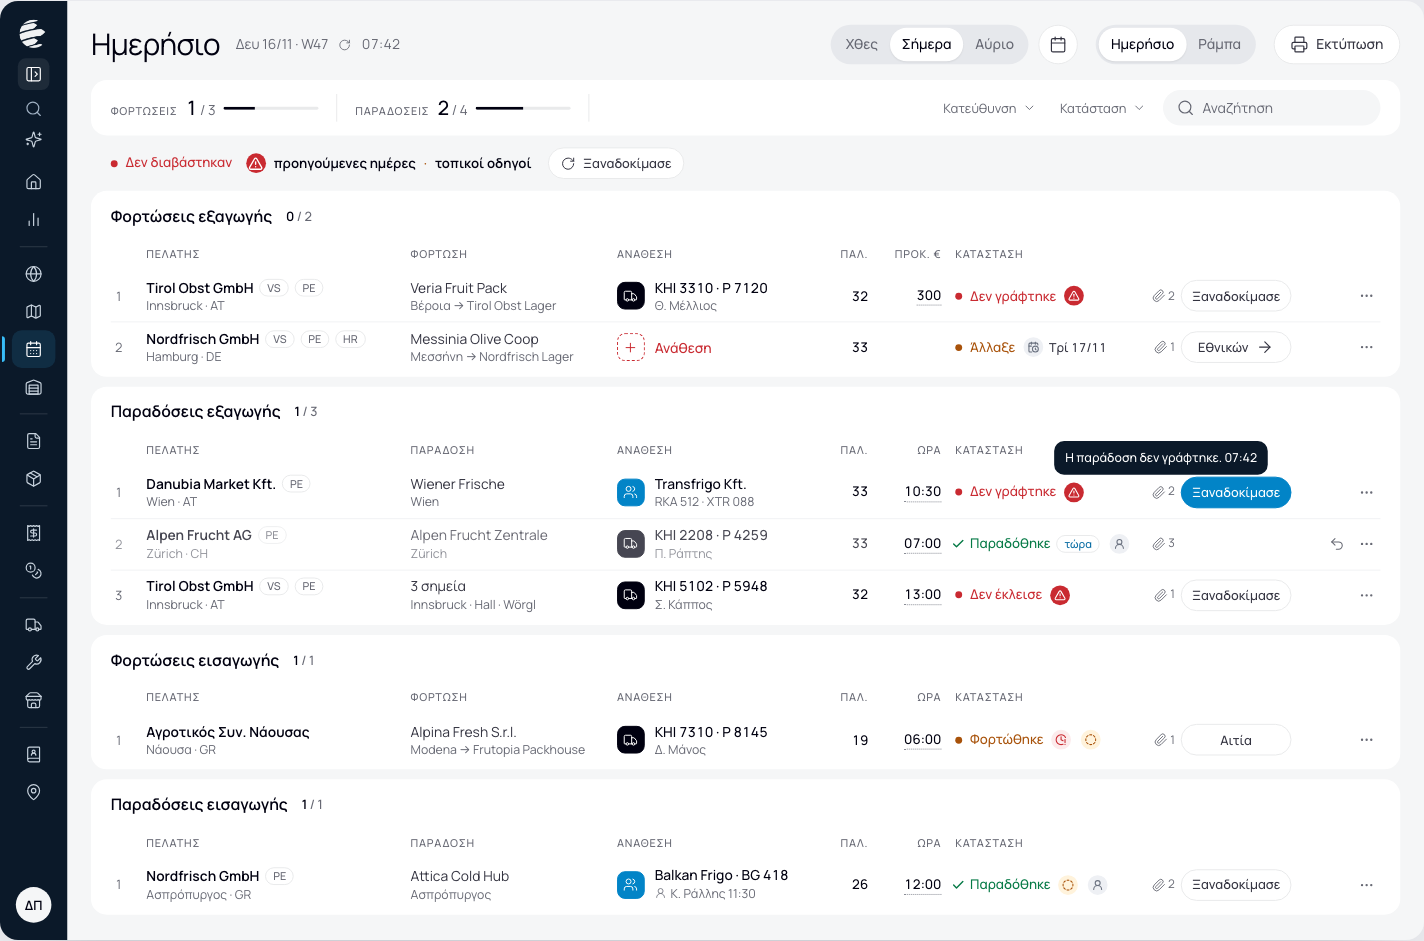 Ημερήσιο Δευ 16/11 · W47 07:42 Χθες Σήμερα Αύριο Ημερήσιο Ράμπα Εκτύπωση
ΦΟΡΤΩΣΕΙΣ 1 / 3 ΠΑΡΑΔΟΣΕΙΣ 2 / 4 Κατεύθυνση Κατάσταση Αναζήτηση
Δεν διαβάστηκαν προηγούμενες ημέρες · τοπικοί οδηγοί Ξαναδοκίμασε
Φορτώσεις εξαγωγής 0 / 2
ΠΕΛΑΤΗΣ ΦΟΡΤΩΣΗ ΑΝΑΘΕΣΗ ΠΑΛ. ΠΡΟΚ. € ΚΑΤΑΣΤΑΣΗ
1 Tirol Obst GmbH VS PE Veria Fruit Pack ΚΗΙ 3310 · Ρ 7120 32 300 Δεν γράφτηκε 2 Ξαναδοκίμασε
Innsbruck · AT Βέροια → Tirol Obst Lager Θ. Μέλλιος
2 Nordfrisch GmbH VS PE HR Messinia Olive Coop Ανάθεση 33 Άλλαξε Τρί 17/11 1 Εθνικών →
Hamburg · DE Μεσσήνη → Nordfrisch Lager
Παραδόσεις εξαγωγής 1 / 3
ΠΕΛΑΤΗΣ ΠΑΡΑΔΟΣΗ ΑΝΑΘΕΣΗ ΠΑΛ. ΩΡΑ ΚΑΤΑΣΤΑΣΗ
Η παράδοση δεν γράφτηκε. 07:42
1 Danubia Market Kft. PE Wiener Frische Transfrigo Kft. 33 10:30 Δεν γράφτηκε 2 Ξαναδοκίμασε
Wien · AT Wien RKA 512 · XTR 088
2 Alpen Frucht AG PE Alpen Frucht Zentrale ΚΗΙ 2208 · Ρ 4259 33 07:00 Παραδόθηκε τώρα 3
Zürich · CH Zürich Π. Ράπτης
3 Tirol Obst GmbH VS PE 3 σημεία ΚΗΙ 5102 · Ρ 5948 32 13:00 Δεν έκλεισε 1 Ξαναδοκίμασε
Innsbruck · AT Innsbruck · Hall · Wörgl Σ. Κάππος
Φορτώσεις εισαγωγής 1 / 1
ΠΕΛΑΤΗΣ ΦΟΡΤΩΣΗ ΑΝΑΘΕΣΗ ΠΑΛ. ΩΡΑ ΚΑΤΑΣΤΑΣΗ
1 Αγροτικός Συν. Νάουσας Alpina Fresh S.r.l. ΚΗΙ 7310 · Ρ 8145 19 06:00 Φορτώθηκε 1 Αιτία
Νάουσα · GR Modena → Frutopia Packhouse Δ. Μάνος
Παραδόσεις εισαγωγής 1 / 1
ΠΕΛΑΤΗΣ ΠΑΡΑΔΟΣΗ ΑΝΑΘΕΣΗ ΠΑΛ. ΩΡΑ ΚΑΤΑΣΤΑΣΗ
1 Nordfrisch GmbH PE Attica Cold Hub Balkan Frigo · BG 418 26 12:00 Παραδόθηκε 2 Ξαναδοκίμασε
Ασπρόπυργος · GR Ασπρόπυργος Κ. Ράλλης 11:30
ΔΠ